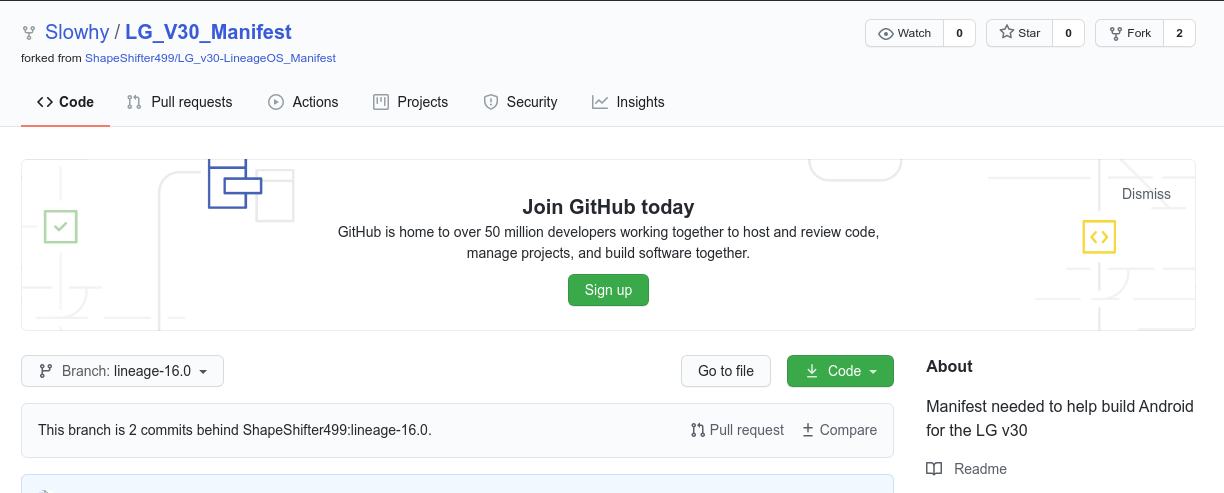 Slowhy / LG_V30_Manifest
Watch 0
Star 0
Fork 2
forked from ShapeShifter499/LG_v30-LineageOS_Manifest
Code
Pull requests
Actions
Projects
Security
Insights
Dismiss
Join GitHub today
GitHub is home to over 50 million developers working together to host and review code,
manage projects, and build software together.
Sign up
Branch: lineage-16.0
Go to file
Code
This branch is 2 commits behind ShapeShifter499:lineage-16.0.
Pull request
Compare
About
Manifest needed to help build Android
for the LG v30
Readme